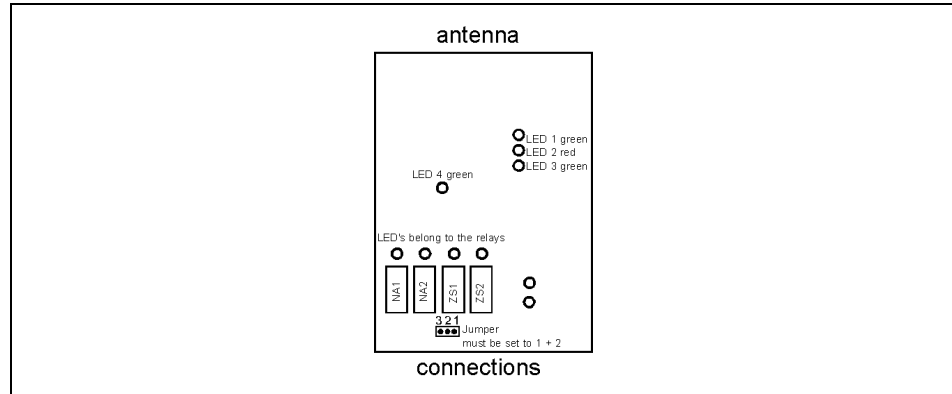 antenna
LED 1 green
LED 2 red
LED 3 green
LED 4 green
LED's belong to the relays
NA1
NA2
ZS1
ZS2
3 2 1
Jumper
must be set to 1 + 2
connections